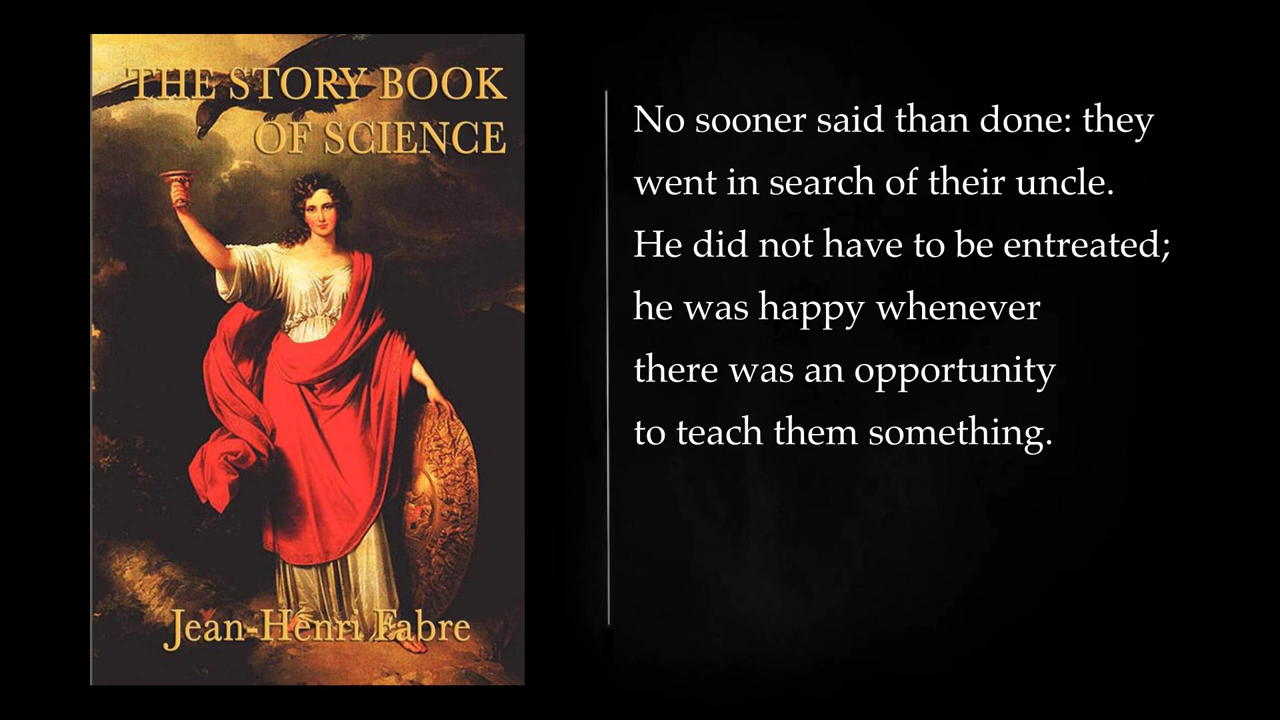 THE STORY BOOK
OF SCIENCE
Jean-Henri Fabre
No sooner said than done: they
went in search of their uncle.
He did not have to be entreated;
he was happy whenever
there was an opportunity
to teach them something.